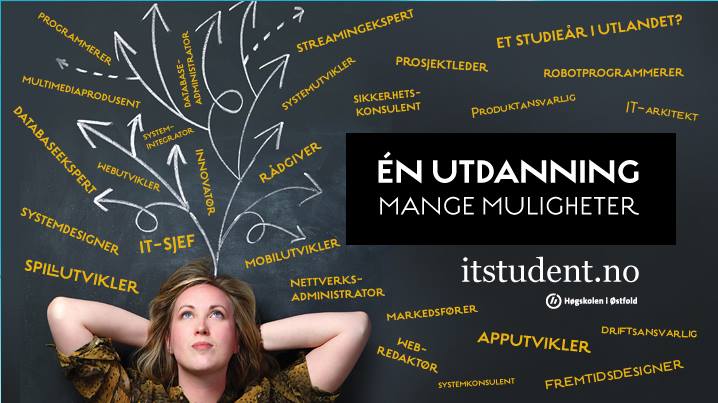 PROGRAMMERER
MULTIMEDIAPRODUSENT
DATABASE-
ADMINISTRATOR
STREAMINGEKSPERT
ET STUDIEÅR I UTLANDET?
SYSTEMUTVIKLER
PROSJEKTLEDER
ROBOTPROGRAMMERER
SIKKERHETS-
KONSULENT
PRODUKTANSVARLIG
IT-ARKITEKT
DATABASEEKSPERT
SYSTEM-
INTEGRATOR
WEBUTVIKLER
INNOVATØR
RÅDGIVER
ÉN UTDANNING
MANGE MULIGHETER
SYSTEMDESIGNER
IT-SJEF
MOBILUTVIKLER
SPILLUTVIKLER
NETTVERKS-
ADMINISTRATOR
itstudent.no
Høgskolen i Østfold
MARKEDSFØRER
WEB-
REDAKTØR
APPUTVIKLER
DRIFTSANSVARLIG
SYSTEMKONSULENT
FREMTIDSDESIGNER